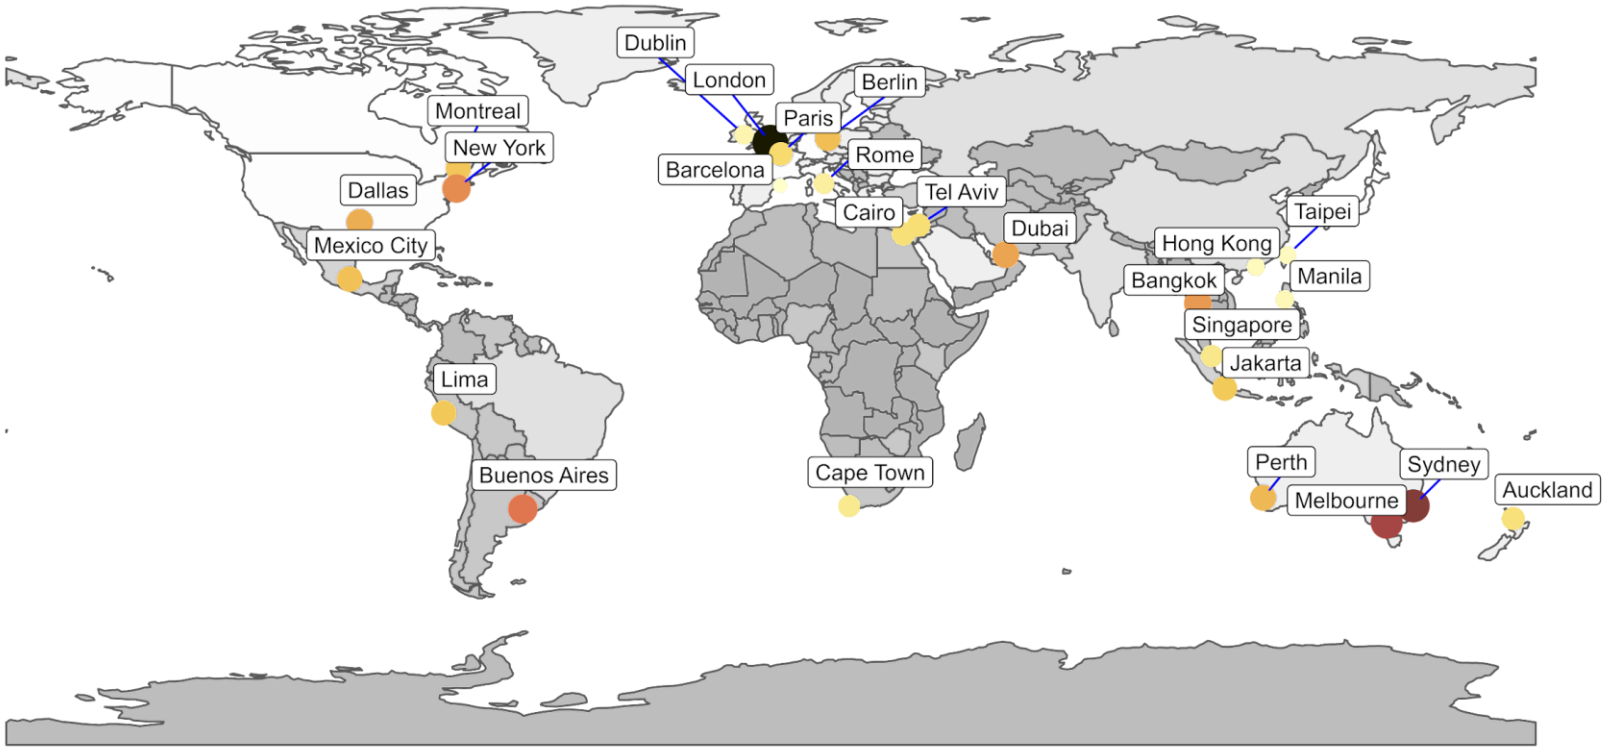 Dublin
London
Berlin
Montreal
Paris
New York
Rome
Barcelona
Dallas
Tel Aviv
Cairo
Taipei
Dubai
Mexico City
Hong Kong
Bangkok
Manila
Singapore
Jakarta
Lima
Buenos Aires
Cape Town
Perth
Sydney
Melbourne
Auckland